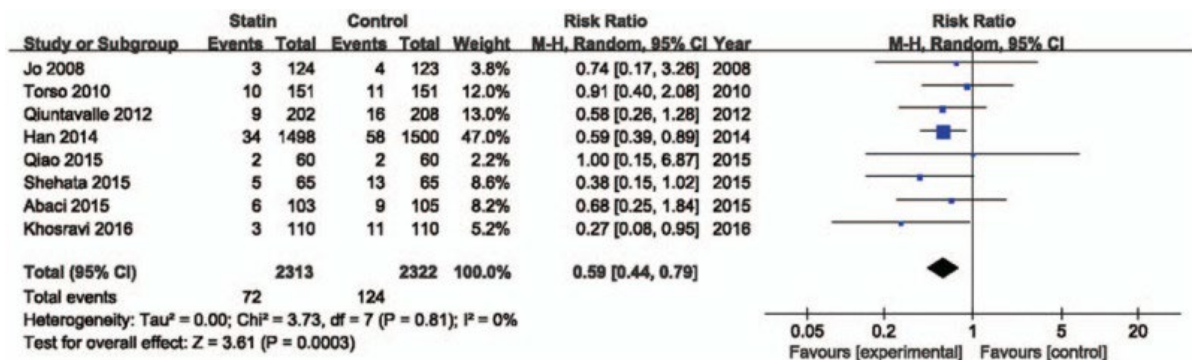 Statin Control Risk Ratio Risk Ratio
Study or Subgroup Events Total Events Total Weight M-H, Random, 95% CI Year M-H, Random, 95% CI
Jo 2008 3 124 4 123 3.8% 0.74 [0.17, 3.26] 2008
Torso 2010 10 151 11 151 12.0% 0.91 [0.40, 2.08] 2010
Qiuntavalle 2012 9 202 16 208 13.0% 0.58 [0.26, 1.28] 2012
Han 2014 34 1498 58 1500 47.0% 0.59 [0.39, 0.89] 2014
Qiao 2015 2 60 2 60 2.2% 1.00 [0.15, 6.87] 2015
Shehata 2015 5 65 13 65 8.6% 0.38 [0.15, 1.02] 2015
Abaci 2015 6 103 9 105 8.2% 0.68 [0.25, 1.84] 2015
Khosravi 2016 3 110 11 110 5.2% 0.27 [0.08, 0.95] 2016
Total (95% CI) 2313 2322 100.0% 0.59 [0.44, 0.79]
Total events 72 124
Heterogeneity: Tau² = 0.00; Chi² = 3.73, df = 7 (P = 0.81); I² = 0%
Test for overall effect: Z = 3.61 (P = 0.0003)
0.05 0.2 1 5 20
Favours [experimental] Favours [control]